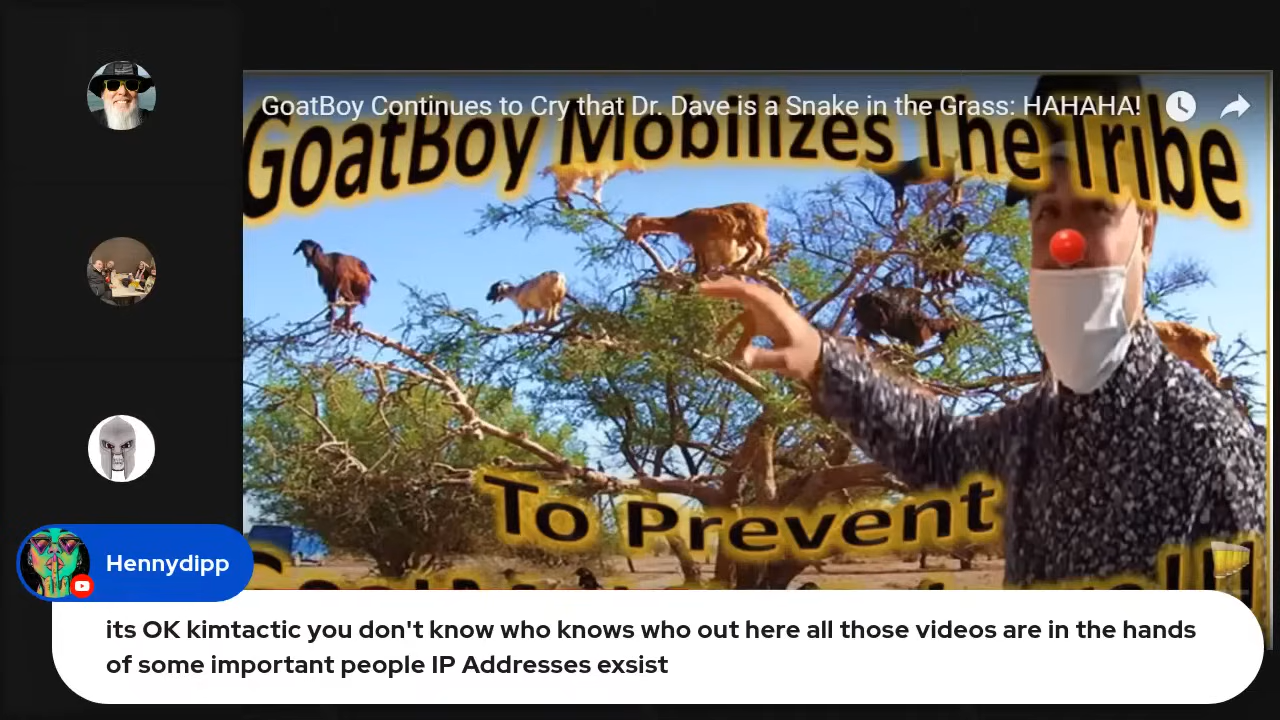 GoatBoy Continues to Cry that Dr. Dave is a Snake in the Grass: HAHAHA!
GoatBoy Mobilizes The Tribe
To Prevent
Hennydipp
its OK kimtactic you don't know who knows who out here all those videos are in the hands
of some important people IP Addresses exsist